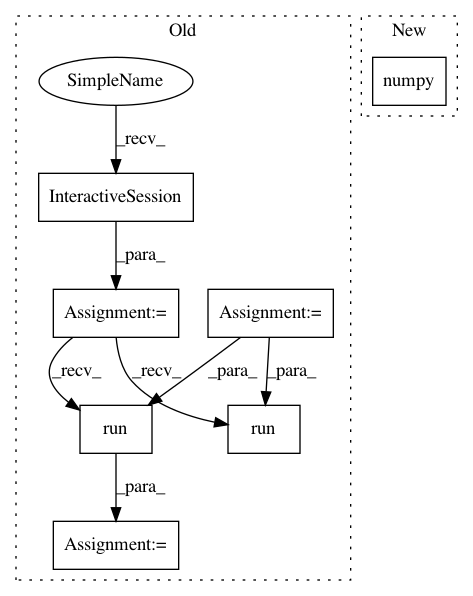 Old
New
SimpleName
numpy
_recv_
InteractiveSession
_para_
Assignment:=
Assignment:=
_recv_
_recv_
_para_
_para_
run
run
_para_
Assignment:=